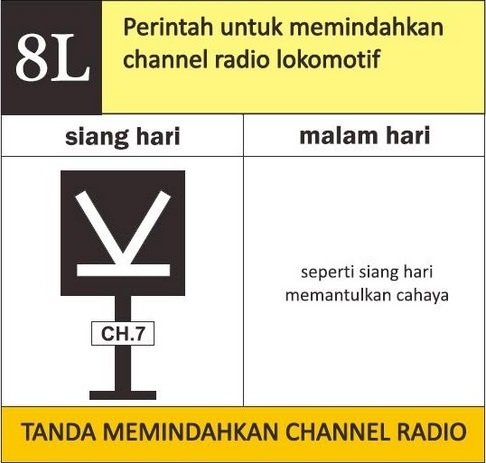 8L
Perintah untuk memindahkan
channel radio lokomotif
siang hari
malam hari
CH.7
seperti siang hari
memantulkan cahaya
TANDA MEMINDAHKAN CHANNEL RADIO